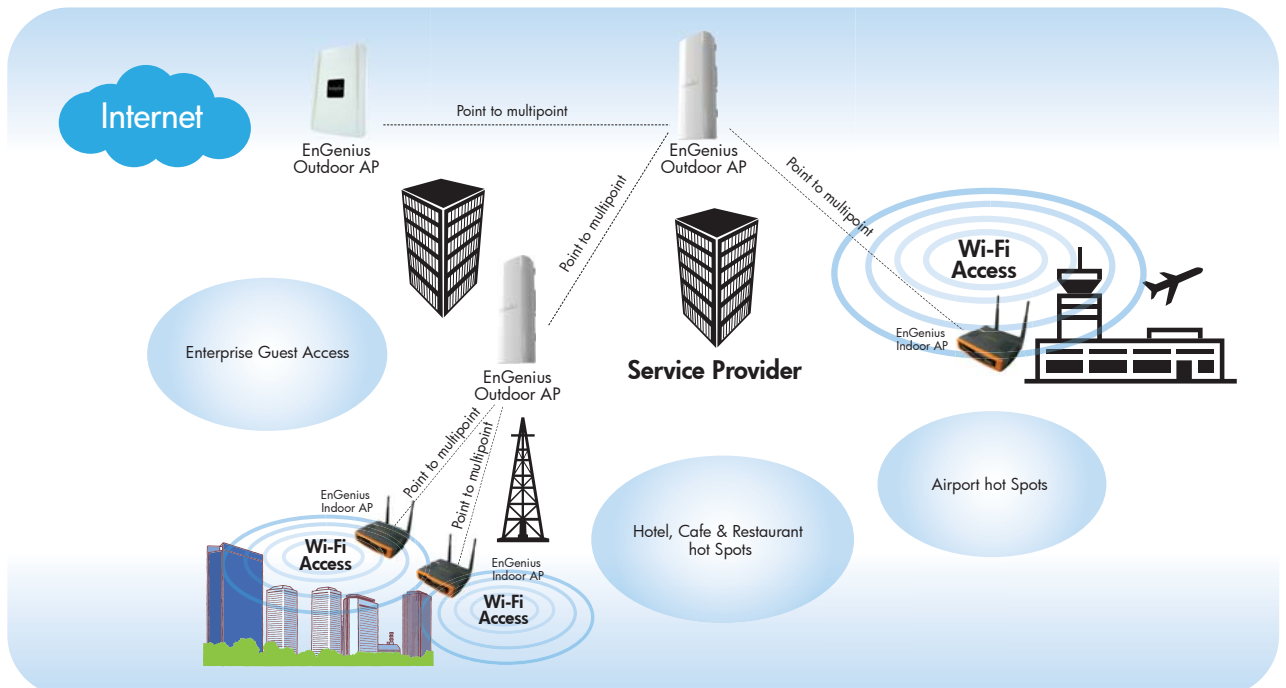 Internet
Point to multipoint
EnGenius
Outdoor AP
EnGenius
Outdoor AP
Point to multipoint
Point to multipoint
Wi-Fi
Access
EnGenius
Indoor AP
Enterprise Guest Access
Service Provider
EnGenius
Outdoor AP
Point to multipoint
Point to multipoint
Airport hot Spots
EnGenius
Indoor AP
Hotel, Cafe & Restaurant
hot Spots
Wi-Fi
Access
EnGenius
Indoor AP
Wi-Fi
Access